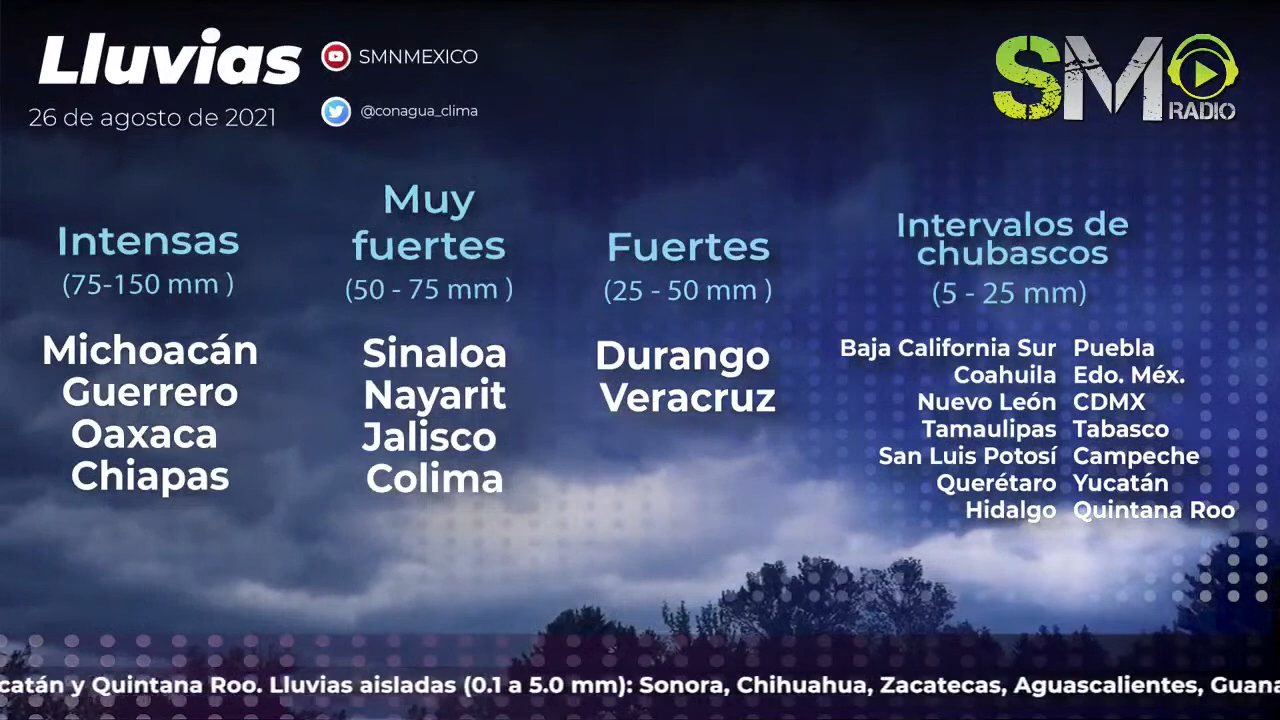 Lluvias
26 de agosto de 2021
SMNMEXICO
@conagua_clima
SMO
RADIO
Intensas
(75-150 mm )
Michoacán
Guerrero
Oaxaca
Chiapas
Muy
fuertes
(50 - 75 mm )
Sinaloa
Nayarit
Jalisco
Colima
Fuertes
(25 - 50 mm )
Durango
Veracruz
Intervalos de
chubascos
(5 - 25 mm)
Baja California Sur
Coahuila
Nuevo León
Tamaulipas
San Luis Potosí
Querétaro
Hidalgo
Puebla
Edo. Méx.
CDMX
Tabasco
Campeche
Yucatán
Quintana Roo
catán y Quintana Roo. Lluvias aisladas (0.1 a 5.0 mm): Sonora, Chihuahua, Zacatecas, Aguascalientes, Guana